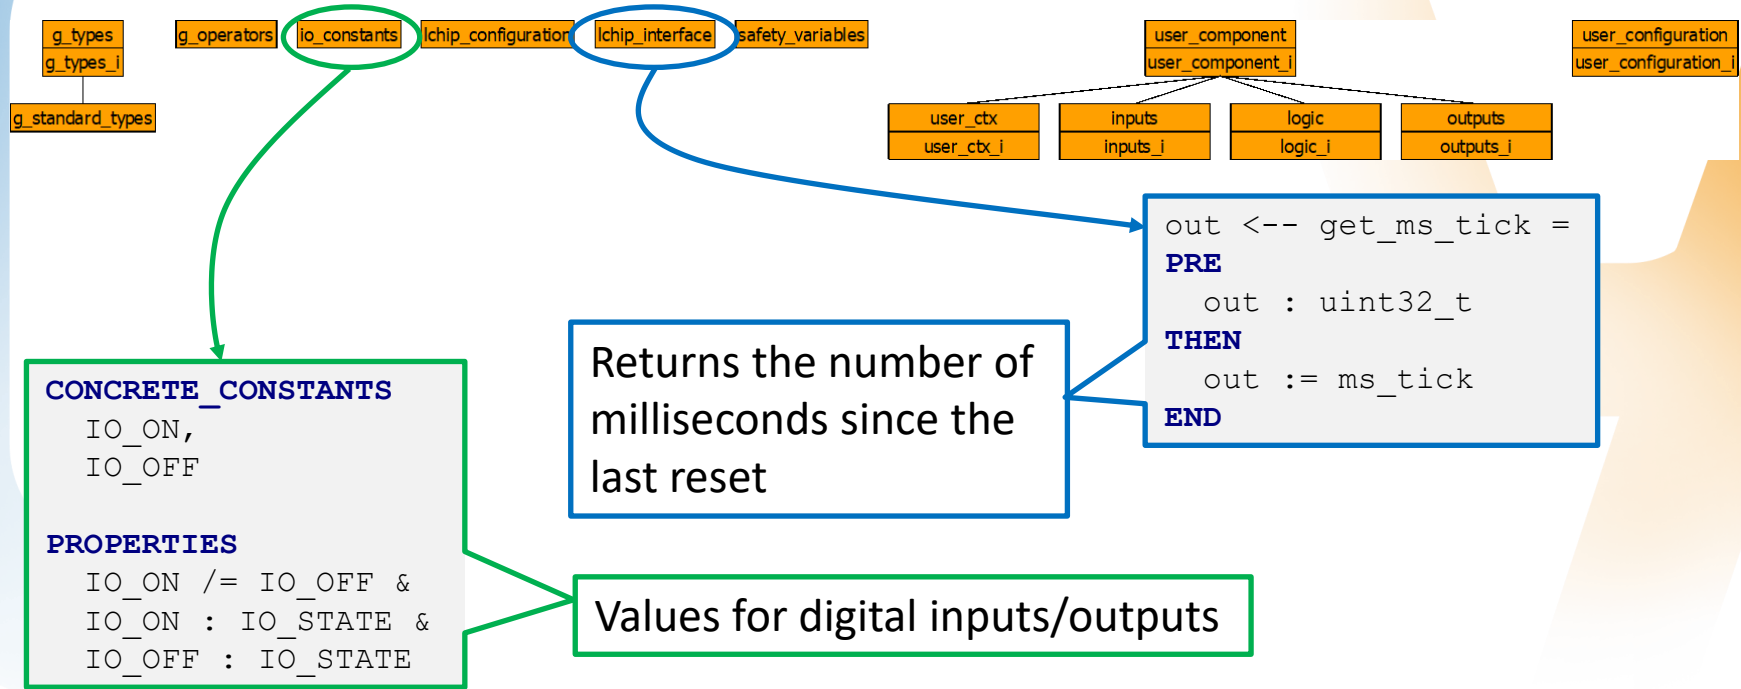 g_types
g_types_i
g_standard_types
g_operators
io_constants
lchip_configuration
lchip_interface
safety_variables
user_component
user_component_i
user_configuration
user_configuration_i
user_ctx
user_ctx_i
inputs
inputs_i
logic
logic_i
outputs
outputs_i
out <-- get_ms_tick =
PRE
out : uint32_t
THEN
out := ms_tick
END
Returns the number of
milliseconds since the
last reset
CONCRETE_CONSTANTS
IO_ON,
IO_OFF
PROPERTIES
IO_ON /= IO_OFF &
IO_ON : IO_STATE &
IO_OFF : IO_STATE
Values for digital inputs/outputs